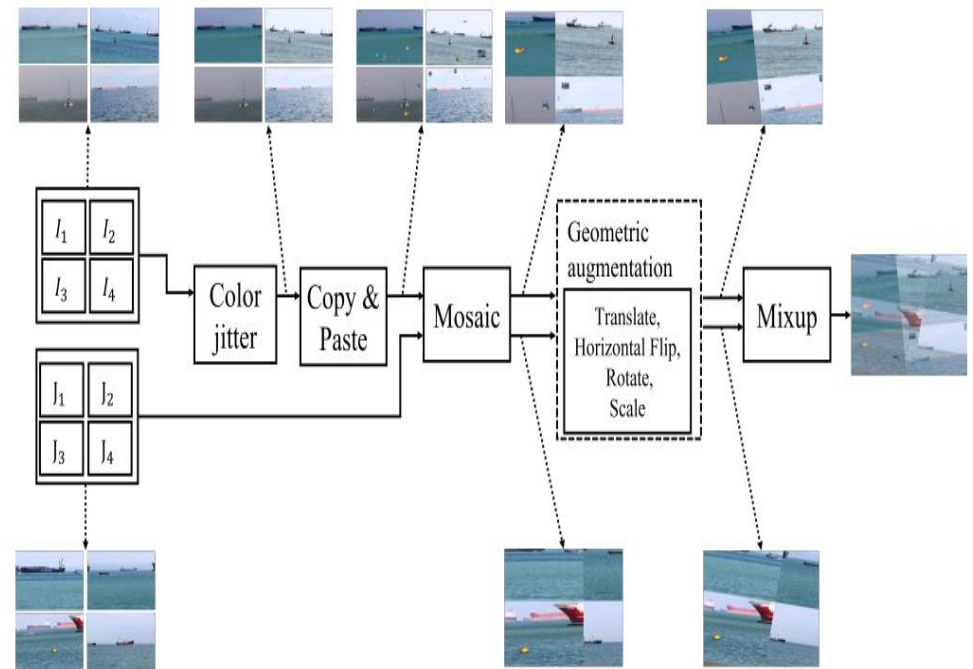 I₁
I₂
I₃
I₄
J₁
J₂
J₃
J₄
Color
jitter
Copy &
Paste
Mosaic
Geometric
augmentation
Translate,
Horizontal Flip,
Rotate,
Scale
Mixup